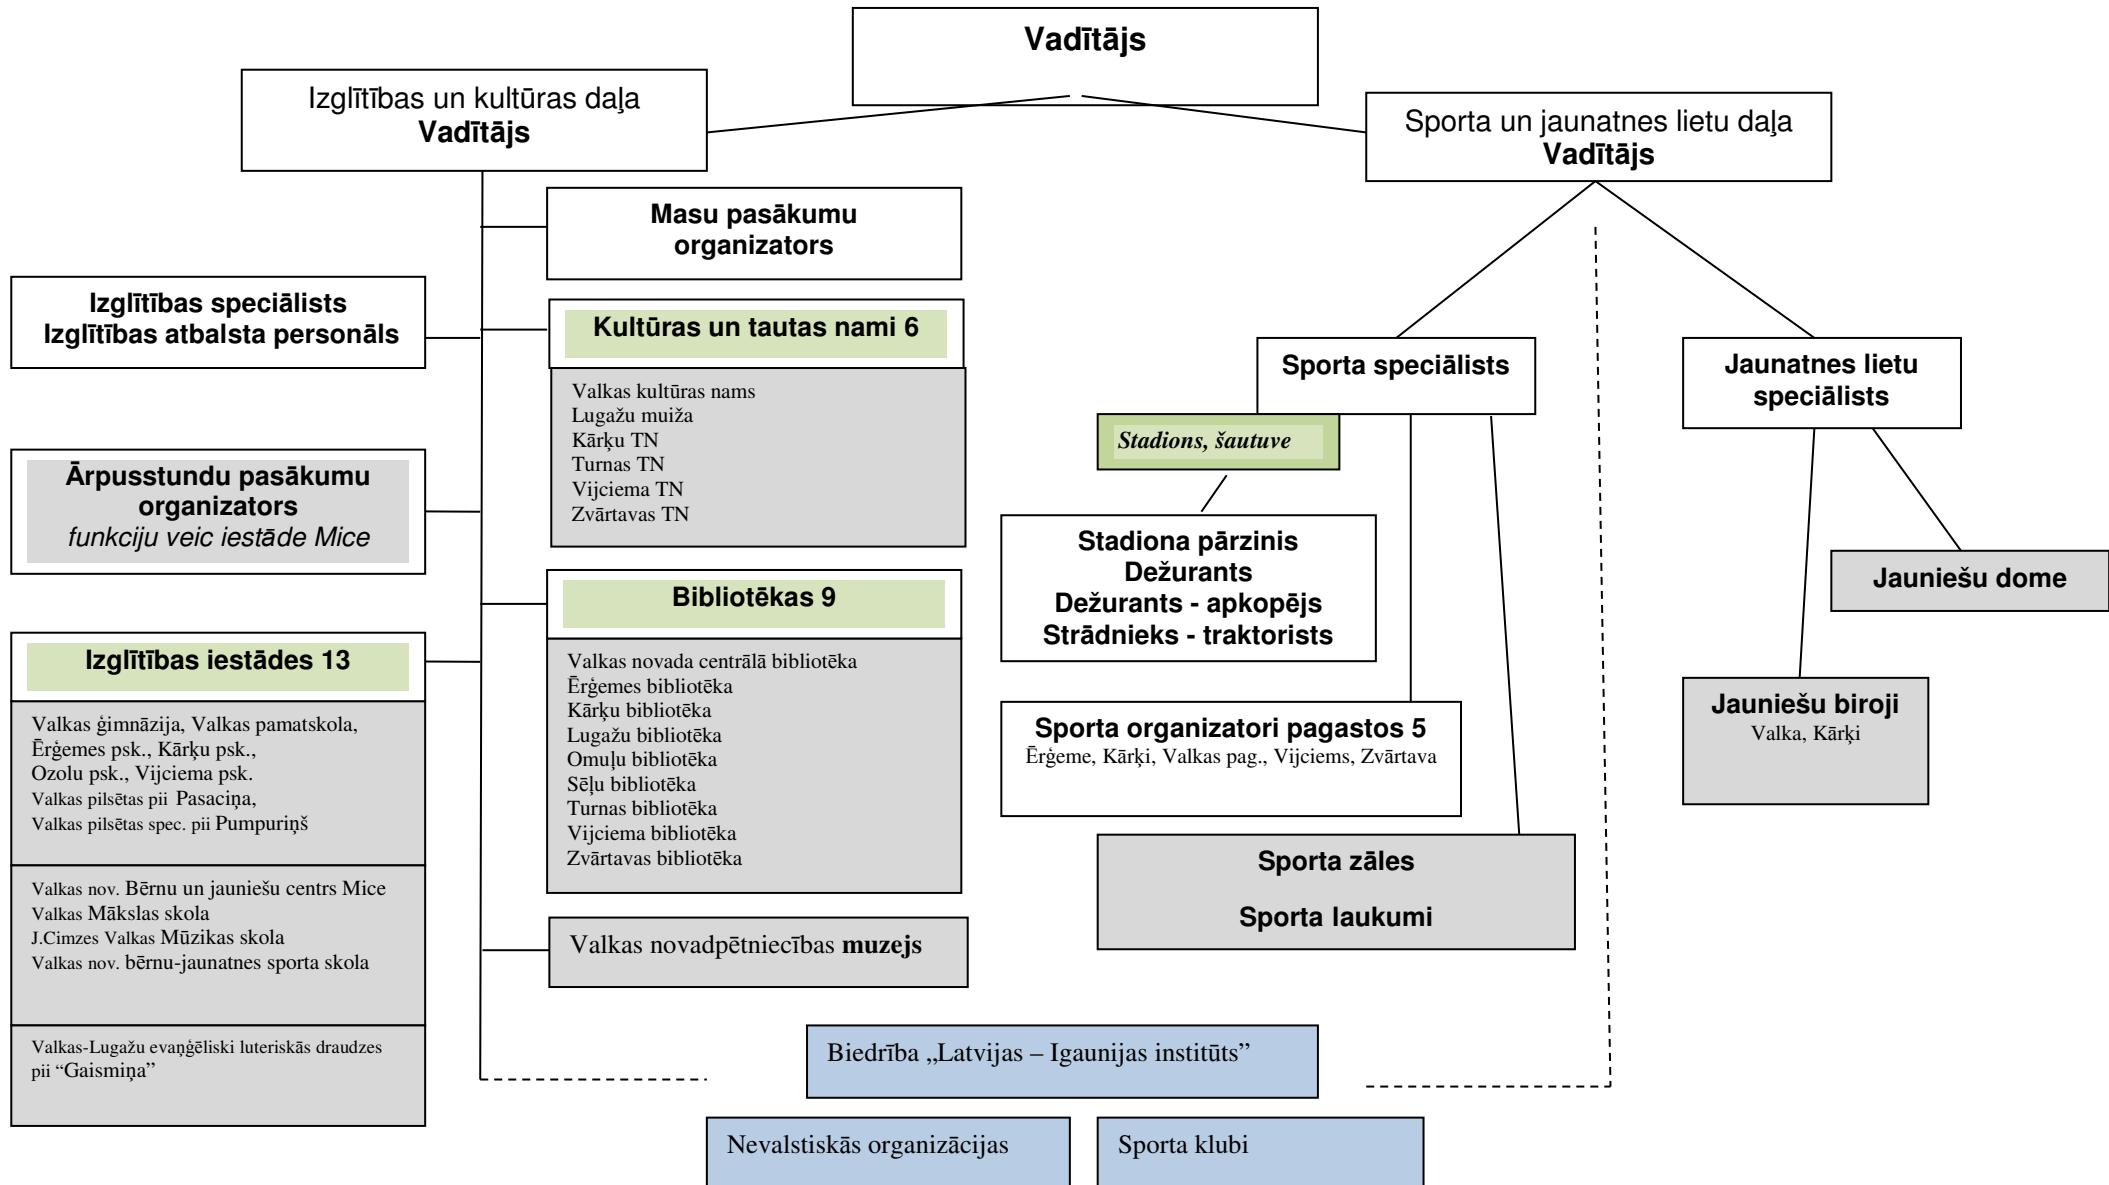 Vadītājs
Izglītības un kultūras daļa
Vadītājs
Sporta un jaunatnes lietu daļa
Vadītājs
Masu pasākumu
organizators
Izglītības speciālists
Izglītības atbalsta personāls
Kultūras un tautas nami 6
Valkas kultūras nams
Lugažu muiža
Kārķu TN
Turnas TN
Vijciema TN
Zvārtavas TN
Ārpusstundu pasākumu
organizators
funkciju veic iestāde Mice
Bibliotēkas 9
Valkas novada centrālā bibliotēka
Ērģemes bibliotēka
Kārķu bibliotēka
Lugažu bibliotēka
Omuļu bibliotēka
Sēļu bibliotēka
Turnas bibliotēka
Vijciema bibliotēka
Zvārtavas bibliotēka
Izglītības iestādes 13
Valkas ģimnāzija, Valkas pamatskola,
Ērģemes psk., Kārķu psk.,
Ozolu psk., Vijciema psk.
Valkas pilsētas pii Pasaciņa,
Valkas pilsētas spec. pii Pumpuriņš
Valkas nov. Bērnu un jauniešu centrs Mice
Valkas Mākslas skola
J.Cimzes Valkas Mūzikas skola
Valkas nov. bērnu-jaunatnes sporta skola
Valkas-Lugažu evaņģēliski luteriskās draudzes
pii “Gaismiņa”
Valkas novadpētniecības muzejs
Sporta speciālists
Jaunatnes lietu
speciālists
Stadions, šautuve
Stadiona pārzinis
Dežurants
Dežurants - apkopējs
Strādnieks - traktorists
Jauniešu dome
Sporta organizatori pagastos 5
Ērģeme, Kārķi, Valkas pag., Vijciems, Zvārtava
Jauniešu biroji
Valka, Kārķi
Sporta zāles
Sporta laukumi
Biedrība „Latvijas – Igaunijas institūts”
Nevalstiskās organizācijas
Sporta klubi